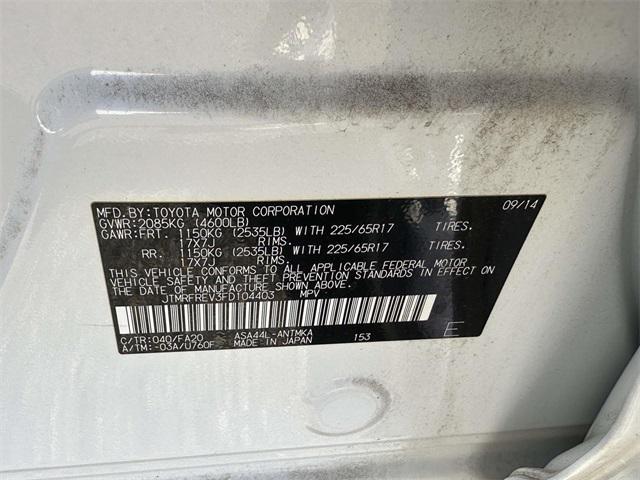 MFD.BY:TOYOTA MOTOR CORPORATION 09/14
GVWR:2085KG (4600LB)
GAWR:FRT. 1150KG (2535LB) WITH 225/65R17 TIRES.
17X7J RIMS.
RR. 1150KG (2535LB) WITH 225/65R17 TIRES.
17X7J RIMS.
THIS VEHICLE CONFORMS TO ALL APPLICABLE FEDERAL MOTOR
VEHICLE SAFETY, BUMPER, AND THEFT PREVENTION STANDARDS
IN EFFECT ON THE DATE OF MANUFACTURE SHOWN ABOVE.
JTMRFREV3FD104403 MPV
C/TR:040/FA20 ASA44L-ANTMKA 153 E
A/TM:-03A/U760F MADE IN JAPAN